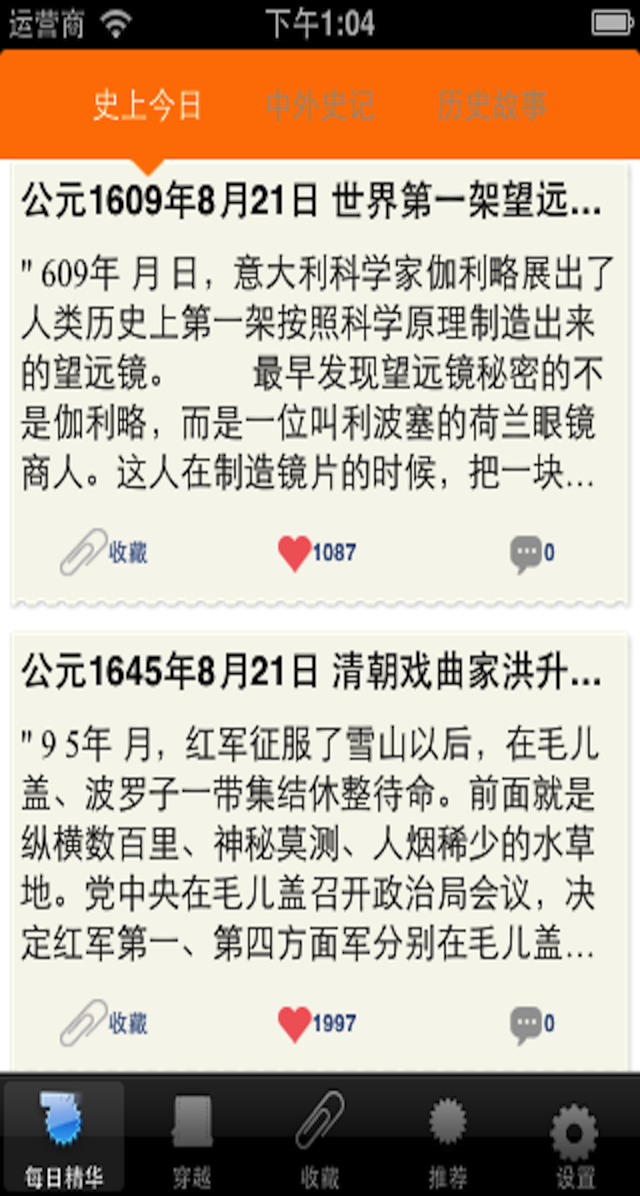 运营商 下午1:04
史上今日 中外史记 历史故事
公元1609年8月21日 世界第一架望远...
" 609年 月 日，意大利科学家伽利略展出了
人类历史上第一架按照科学原理制造出来
的望远镜。 最早发现望远镜秘密的不
是伽利略，而是一位叫利波塞的荷兰眼镜
商人。这人在制造镜片的时候，把一块...
收藏 1087 0
公元1645年8月21日 清朝戏曲家洪升...
" 9 5年 月，红军征服了雪山以后，在毛儿
盖、波罗子一带集结休整待命。前面就是
纵横数百里、神秘莫测、人烟稀少的水草
地。党中央在毛儿盖召开政治局会议，决
定红军第一、第四方面军分别在毛儿盖...
收藏 1997 0
每日精华 穿越 收藏 推荐 设置